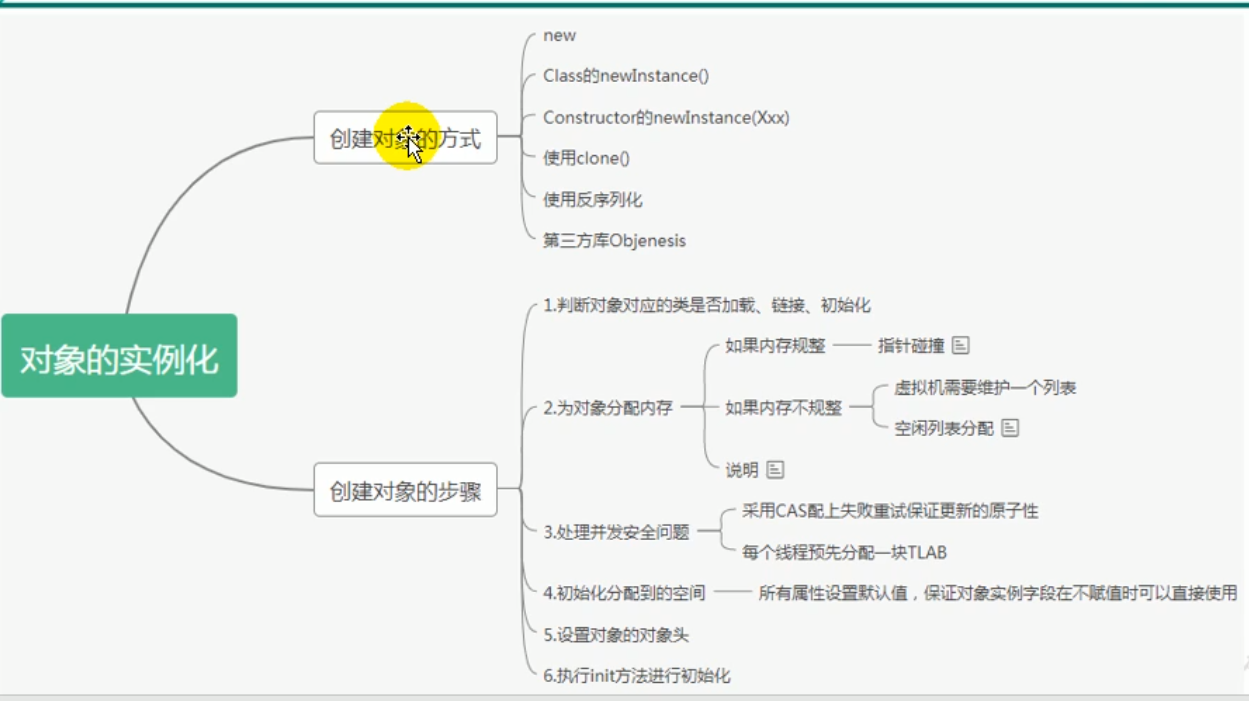 new
Class的newInstance()
Constructor的newInstance(Xxx)
创建对象的方式
使用clone()
使用反序列化
第三方库Objenesis
对象的实例化
1.判断对象对应的类是否加载、链接、初始化
如果内存规整
指针碰撞
2.为对象分配内存
如果内存不规整
虚拟机需要维护一个列表
空闲列表分配
说明
创建对象的步骤
3.处理并发安全问题
采用CAS配上失败重试保证更新的原子性
每个线程预先分配一块TLAB
4.初始化分配到的空间
所有属性设置默认值，保证对象实例字段在不赋值时可以直接使用
5.设置对象的对象头
6.执行init方法进行初始化